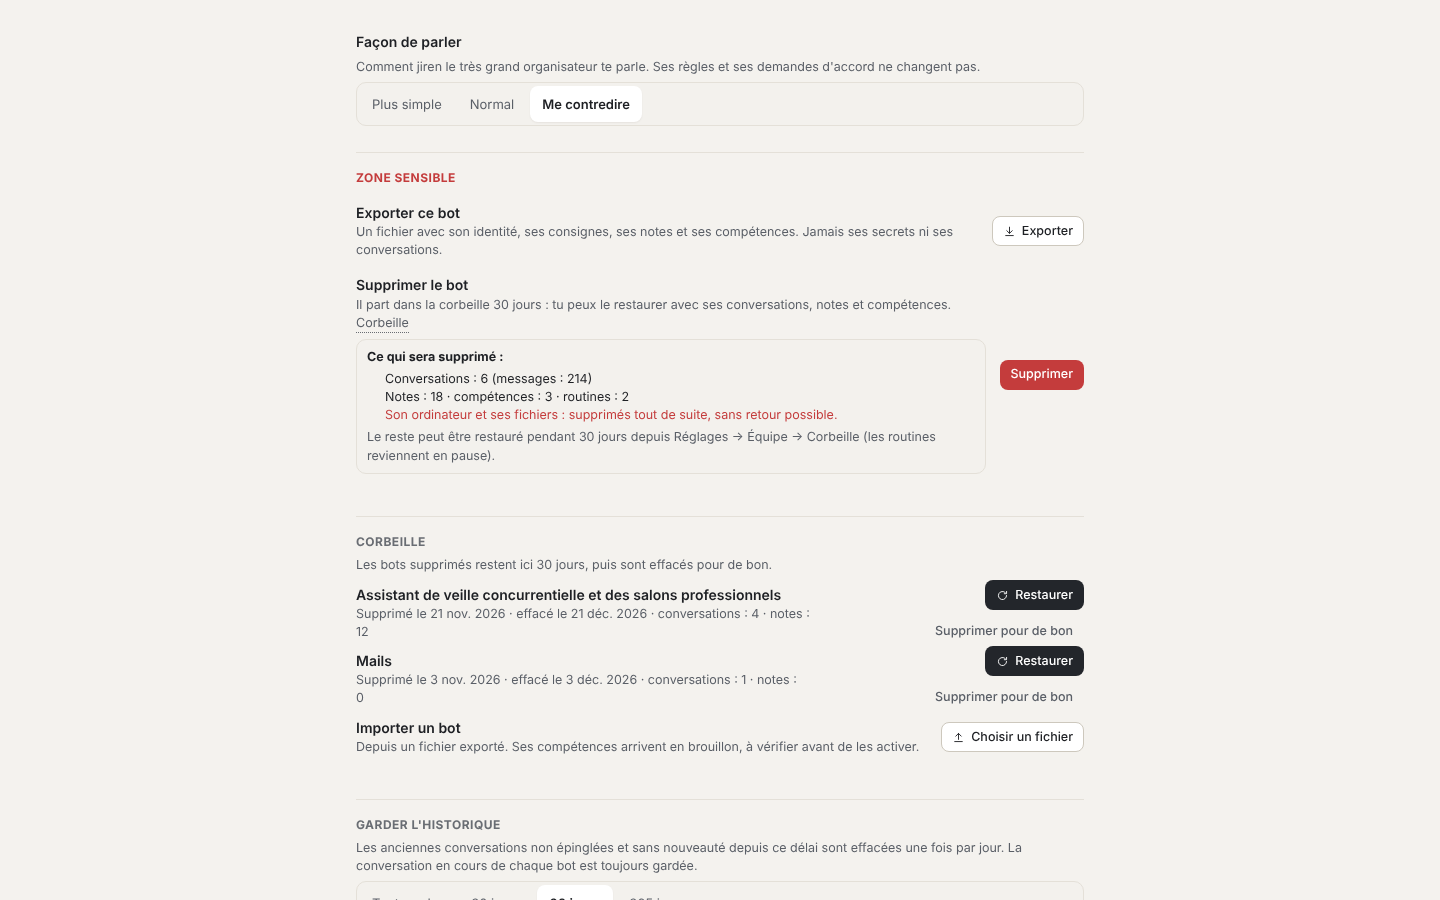 Façon de parler
Comment jiren le très grand organisateur te parle. Ses règles et ses demandes d'accord ne changent pas.
Plus simple Normal Me contredire
ZONE SENSIBLE
Exporter ce bot
Un fichier avec son identité, ses consignes, ses notes et ses compétences. Jamais ses secrets ni ses
conversations.
Exporter
Supprimer le bot
Il part dans la corbeille 30 jours : tu peux le restaurer avec ses conversations, notes et compétences.
Corbeille
Ce qui sera supprimé :
Conversations : 6 (messages : 214)
Notes : 18 · compétences : 3 · routines : 2
Son ordinateur et ses fichiers : supprimés tout de suite, sans retour possible.
Le reste peut être restauré pendant 30 jours depuis Réglages → Équipe → Corbeille (les routines
reviennent en pause).
Supprimer
CORBEILLE
Les bots supprimés restent ici 30 jours, puis sont effacés pour de bon.
Assistant de veille concurrentielle et des salons professionnels
Supprimé le 21 nov. 2026 · effacé le 21 déc. 2026 · conversations : 4 · notes :
12
Restaurer
Supprimer pour de bon
Mails
Supprimé le 3 nov. 2026 · effacé le 3 déc. 2026 · conversations : 1 · notes :
0
Restaurer
Supprimer pour de bon
Importer un bot
Depuis un fichier exporté. Ses compétences arrivent en brouillon, à vérifier avant de les activer.
Choisir un fichier
GARDER L'HISTORIQUE
Les anciennes conversations non épinglées et sans nouveauté depuis ce délai sont effacées une fois par jour. La
conversation en cours de chaque bot est toujours gardée.